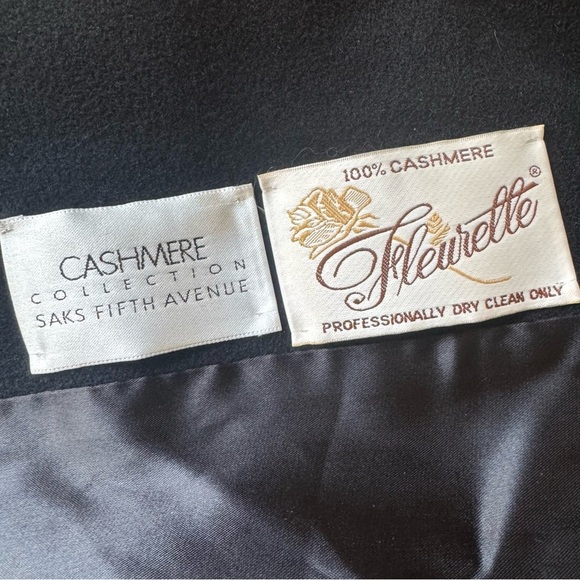 CASHMERE
COLLECTION
SAKS FIFTH AVENUE
100% CASHMERE
Fleurette®
PROFESSIONALLY DRY CLEAN ONLY